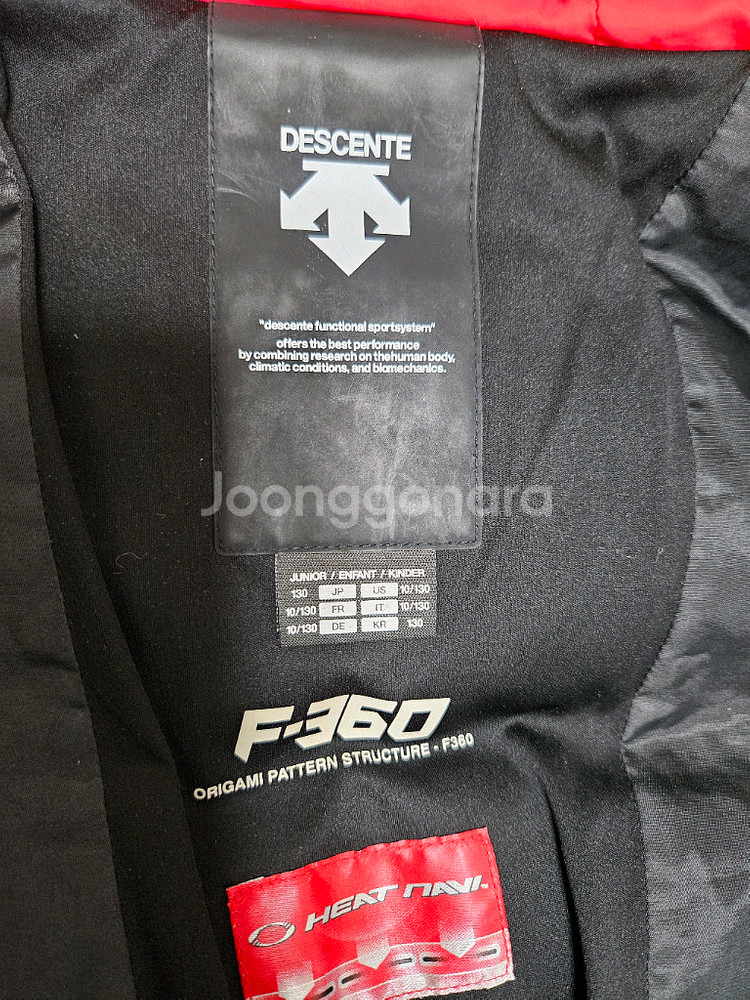 DESCENTE
"descente functional sportsystem"
offers the best performance
by combining research on thehuman body,
climatic conditions, and biomechanics.
Joonggonara
JUNIOR / ENFANT / KINDER
130 JP US 10/130
10/130 FR IT 10/130
10/130 DE KR 130
F-360
ORIGAMI PATTERN STRUCTURE - F360
HEAT NAVI™